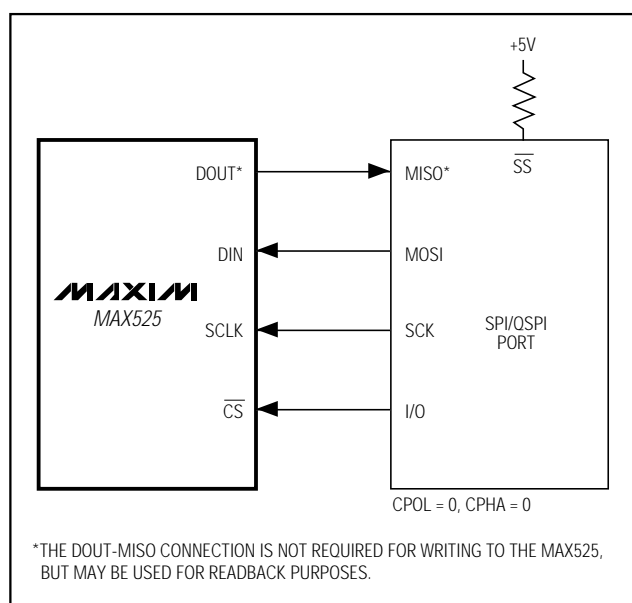 +5V
SS
DOUT*
MISO*
DIN
MOSI
MAXIM
MAX525
SCLK
SCK
SPI/QSPI
PORT
CS
I/O
CPOL = 0, CPHA = 0
*THE DOUT-MISO CONNECTION IS NOT REQUIRED FOR WRITING TO THE MAX525,
BUT MAY BE USED FOR READBACK PURPOSES.